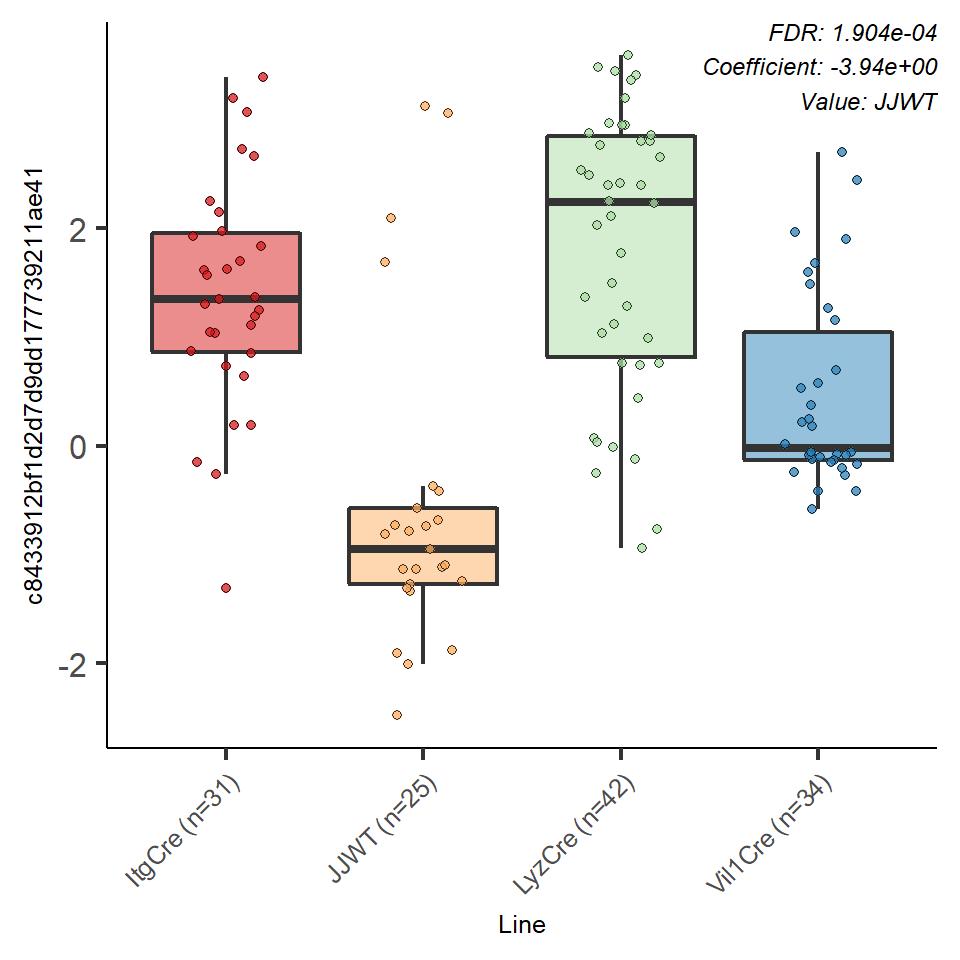 FDR: 1.904e-04
Coefficient: -3.94e+00
Value: JJWT
c8433912bf1d2d7d9dd177739211ae41
2
0
-2
ItgCre (n=31)
JJWT (n=25)
LyzCre (n=42)
Vil1Cre (n=34)
Line